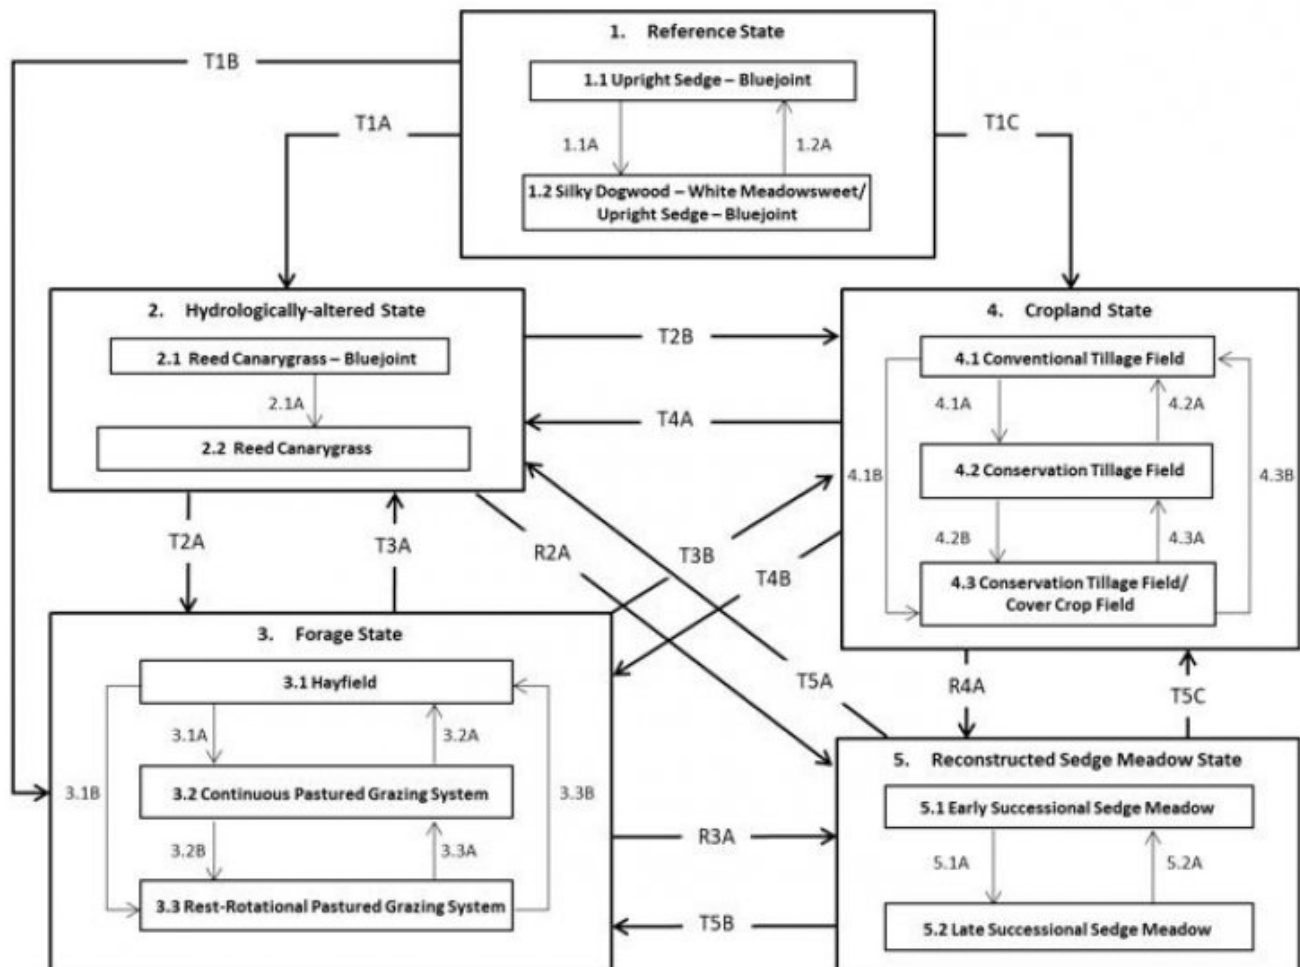 1. Reference State
T1B
1.1 Upright Sedge – Bluejoint
T1A
T1C
1.1A
1.2A
1.2 Silky Dogwood – White Meadowsweet/
Upright Sedge – Bluejoint
2. Hydrologically-altered State
2.1 Reed Canarygrass – Bluejoint
2.1A
2.2 Reed Canarygrass
T2B
T4A
4. Cropland State
4.1 Conventional Tillage Field
4.1A
4.2A
4.2 Conservation Tillage Field
4.1B
4.3B
4.2B
4.3A
4.3 Conservation Tillage Field/
Cover Crop Field
T2A
T3A
R2A
T3B
T4B
T5A
R4A
T5C
3. Forage State
3.1 Hayfield
3.1A
3.2A
3.2 Continuous Pastured Grazing System
3.1B
3.3B
3.2B
3.3A
3.3 Rest-Rotational Pastured Grazing System
R3A
T5B
5. Reconstructed Sedge Meadow State
5.1 Early Successional Sedge Meadow
5.1A
5.2A
5.2 Late Successional Sedge Meadow